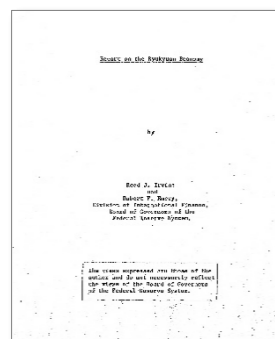 Report on the Ryukyuan Economy
by
Reed J. Irvine
and
Robert F. Emery,
Division of International Finance,
Board of Governors of the
Federal Reserve System.
The views expressed are those of the
author and do not necessarily reflect
the views of the Board of Governors
of the Federal Reserve System.